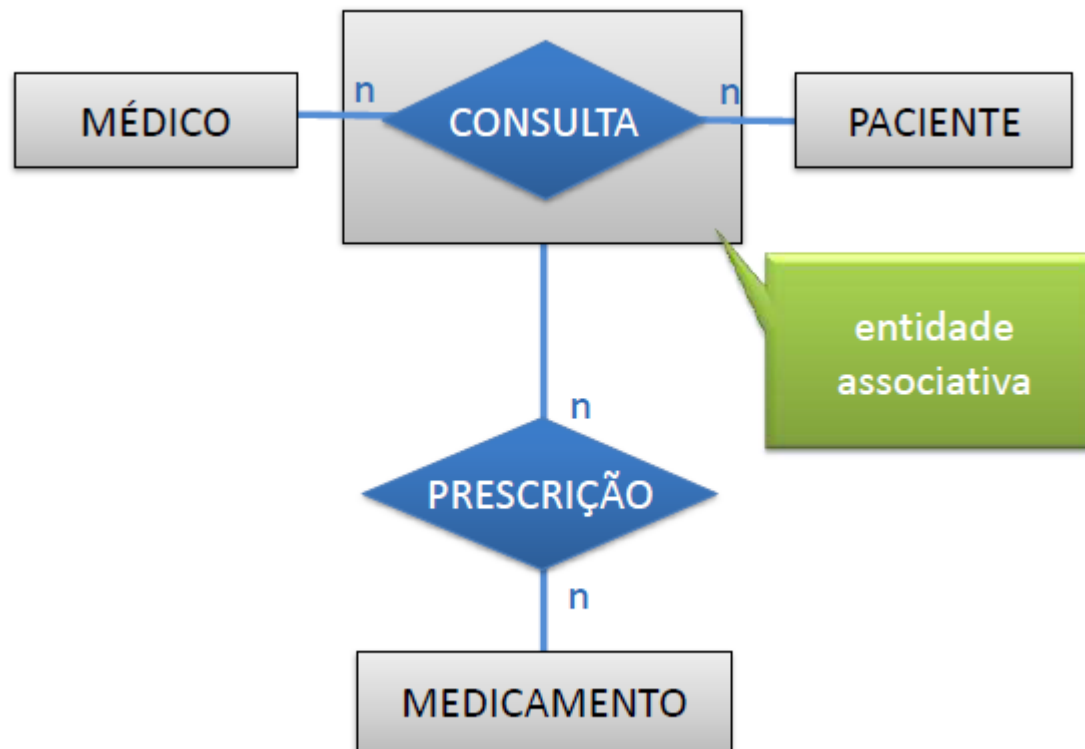 MÉDICO
n
CONSULTA
n
PACIENTE
entidade
associativa
n
PRESCRIÇÃO
n
MEDICAMENTO